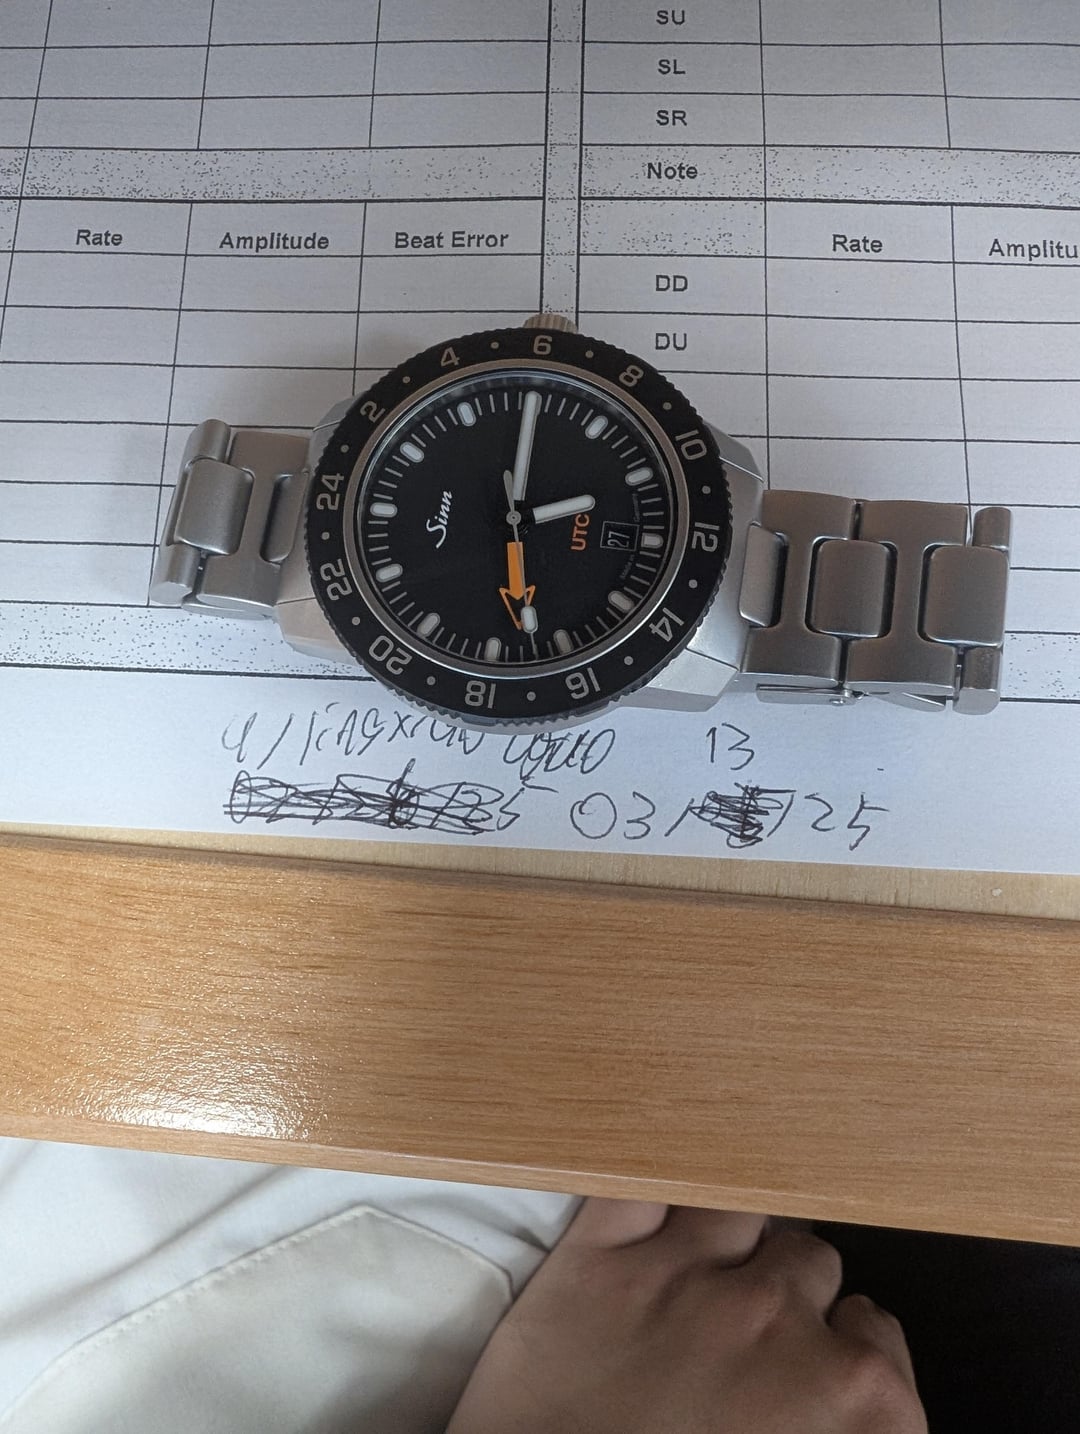 SU
SL
SR
Note
Rate Amplitude Beat Error Rate Amplitu
DD
DU
2 4 6 8 10 12 14 16 18 20 22 24
Sinn
UTC
27
13
03/ /25